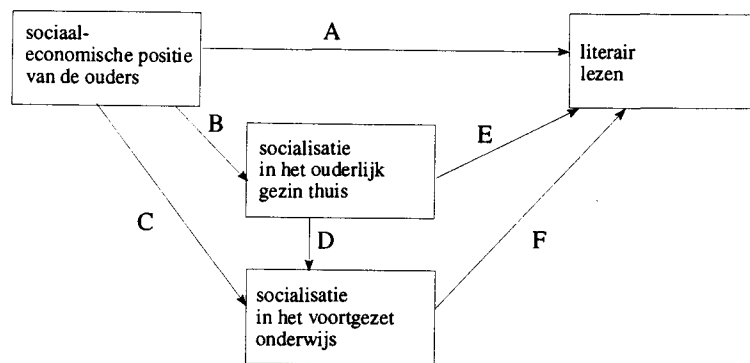 sociaal-
economische positie
van de ouders
A
literair
lezen
B
socialisatie
in het ouderlijk
gezin thuis
E
C
D
F
socialisatie
in het voortgezet
onderwijs